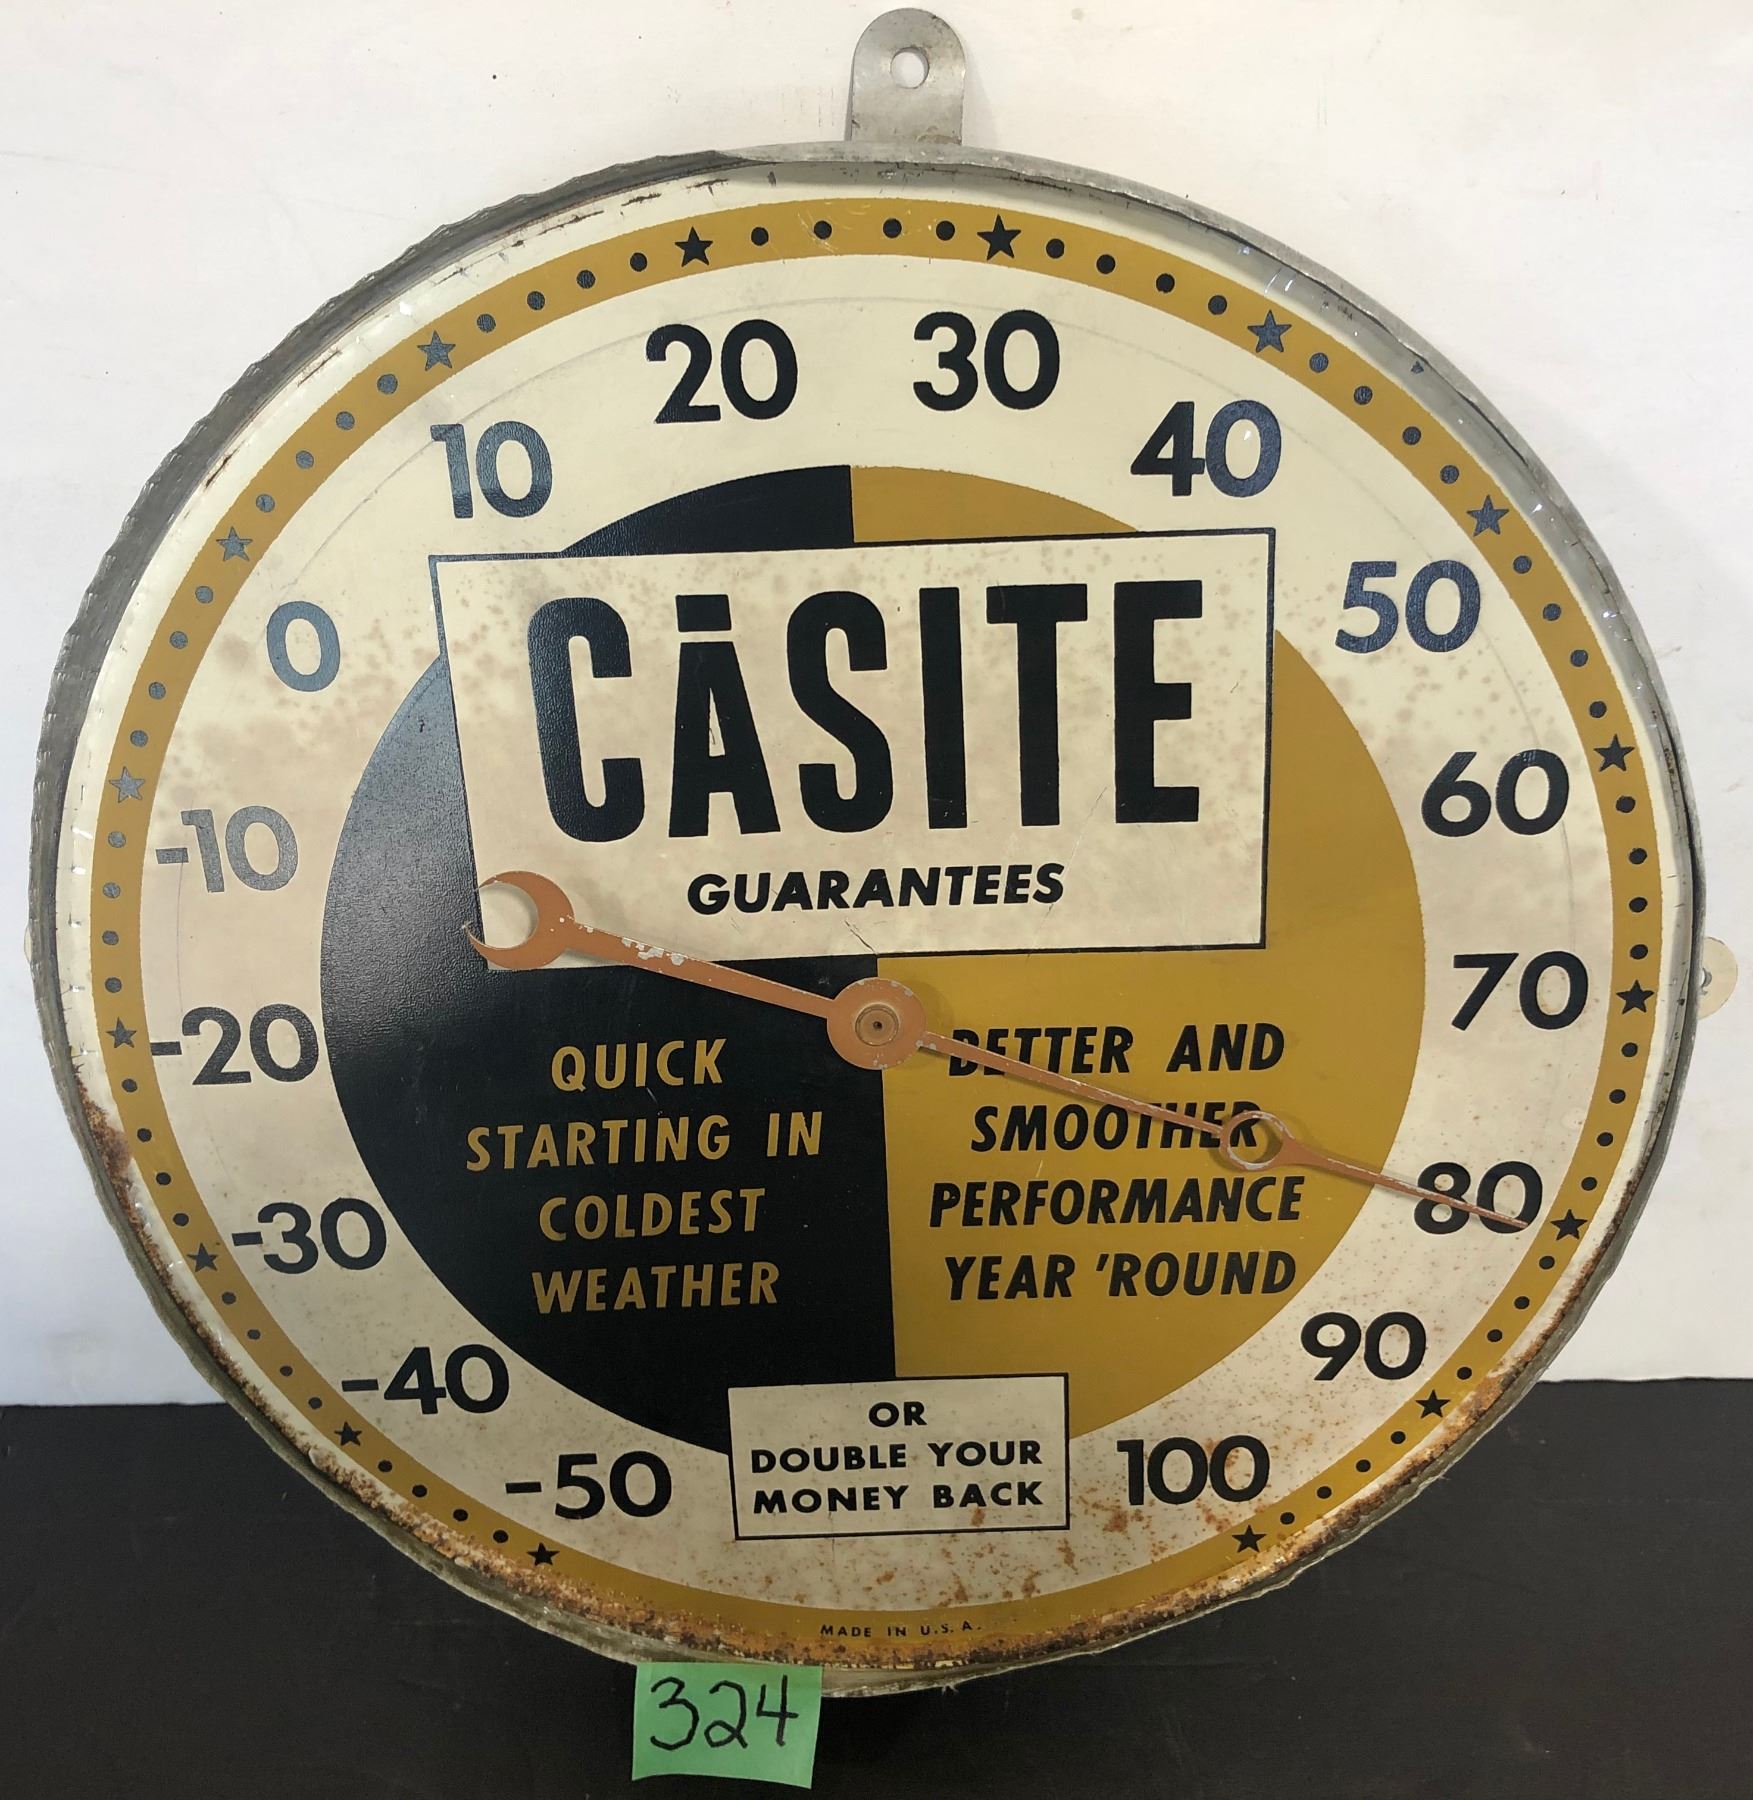 20 30
10 40
0 50
-10 60
-20 70
-30 80
-40 90
-50 100
CASITE
GUARANTEES
QUICK
STARTING IN
COLDEST
WEATHER
BETTER AND
SMOOTHER
PERFORMANCE
YEAR 'ROUND
OR
DOUBLE YOUR
MONEY BACK
MADE IN U.S.A.
324